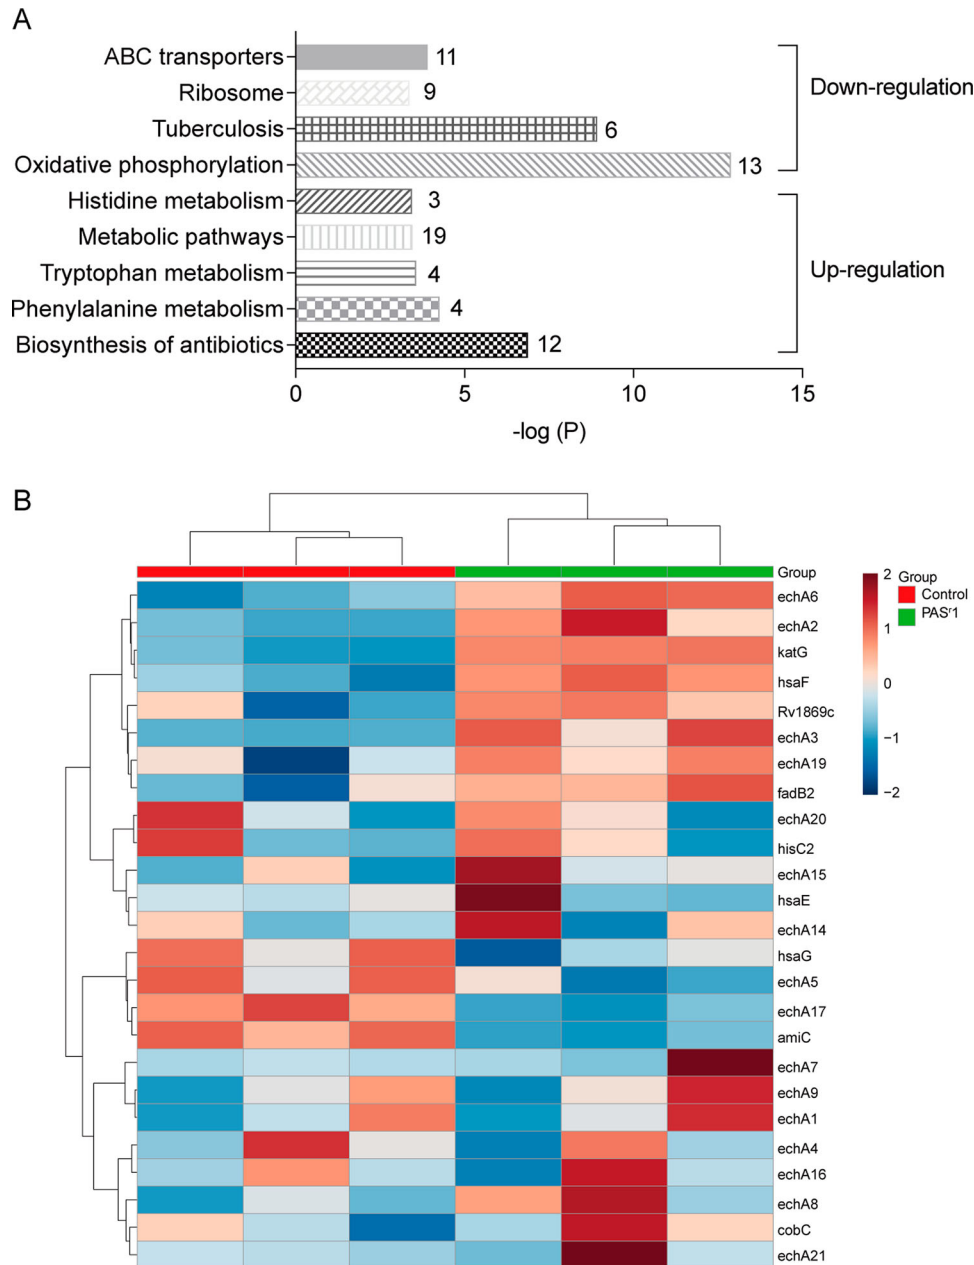 A
ABC transporters 11
Ribosome 9
Tuberculosis 6
Oxidative phosphorylation 13
Histidine metabolism 3
Metabolic pathways 19
Tryptophan metabolism 4
Phenylalanine metabolism 4
Biosynthesis of antibiotics 12
Down-regulation
Up-regulation
0 5 10 15
-log (P)
B
Group
echA6
echA2
katG
hsaF
Rv1869c
echA3
echA19
fadB2
echA20
hisC2
echA15
hsaE
echA14
hsaG
echA5
echA17
amiC
echA7
echA9
echA1
echA4
echA16
echA8
cobC
echA21
2
1
0
−1
−2
Group
Control
PASʳ1